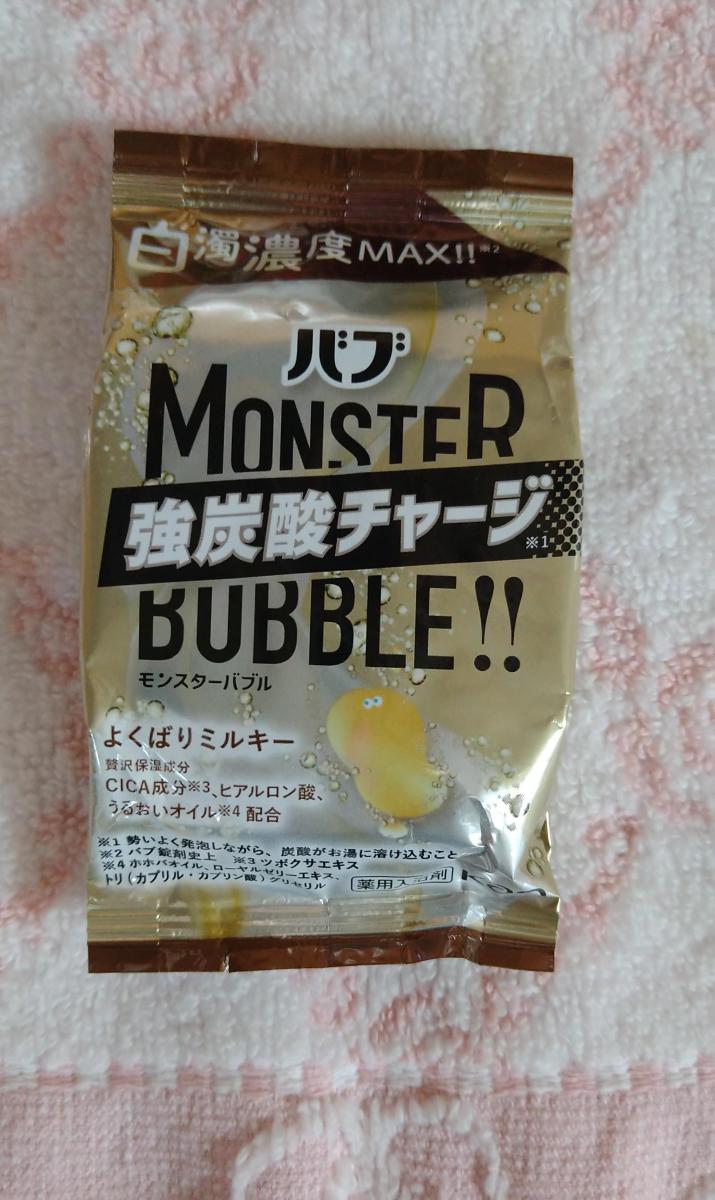 白濁濃度MAX!!※2
バブ
MONSTER
強炭酸チャージ※1
BUBBLE!!
モンスターバブル
よくばりミルキー
贅沢保湿成分
CICA成分※3、ヒアルロン酸、
うるおいオイル※4 配合
※1 勢いよく発泡しながら、炭酸がお湯に溶け込むこと
※2 バブ錠剤史上 ※3 ツボクサエキス
※4 ホホバオイル、ローヤルゼリーエキス、
トリ(カプリル・カプリン酸)グリセリル
薬用入浴剤